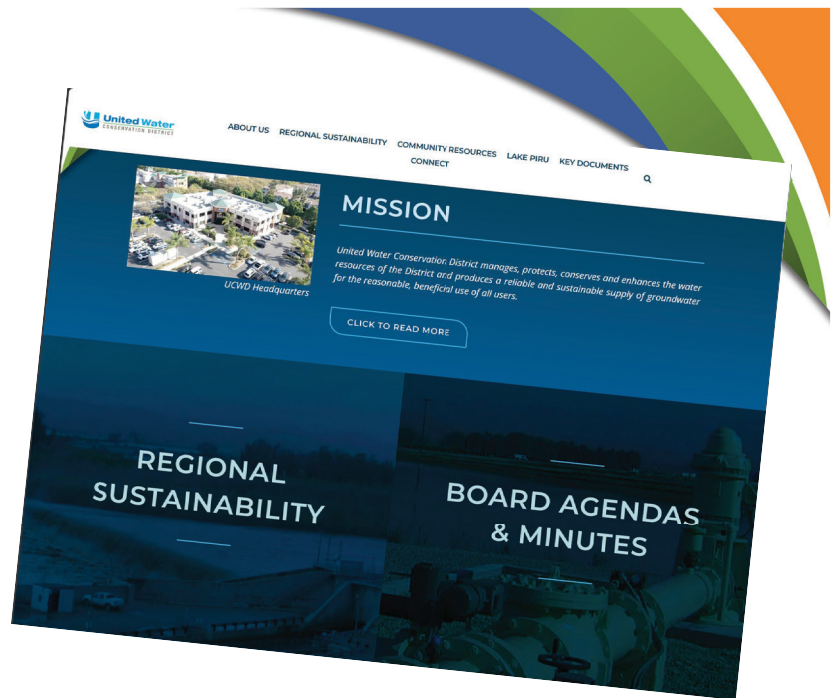 United Water
CONSERVATION DISTRICT
ABOUT US REGIONAL SUSTAINABILITY COMMUNITY RESOURCES LAKE PIRU KEY DOCUMENTS
CONNECT
MISSION
United Water Conservation District manages, protects, conserves and enhances the water
resources of the District and produces a reliable and sustainable supply of groundwater
for the reasonable, beneficial use of all users.
UCWD Headquarters
CLICK TO READ MORE
REGIONAL
SUSTAINABILITY
BOARD AGENDAS
& MINUTES